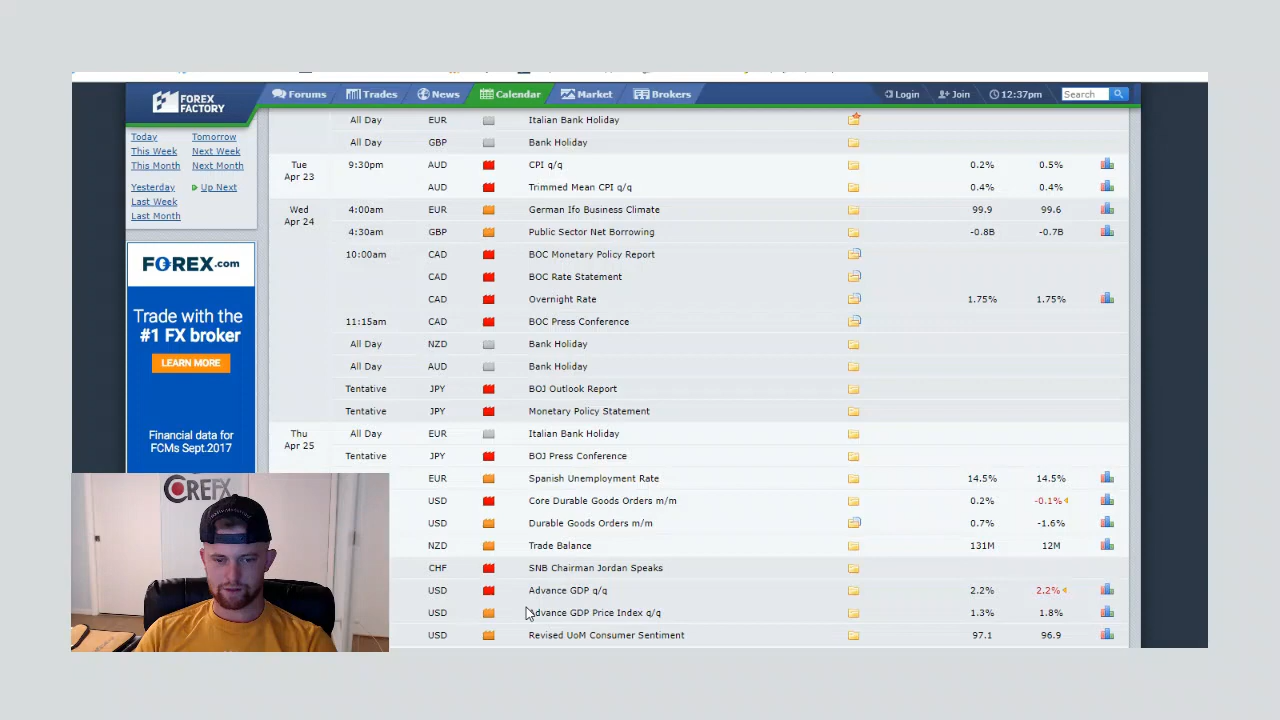 FOREX FACTORY
Forums Trades News Calendar Market Brokers Login Join 12:37pm Search
Today Tomorrow
This Week Next Week
This Month Next Month
Yesterday Up Next
Last Week
Last Month
FOREX.com
Trade with the
#1 FX broker
LEARN MORE
Financial data for
FCMs Sept.2017
All Day EUR Italian Bank Holiday
All Day GBP Bank Holiday
Tue Apr 23 9:30pm AUD CPI q/q 0.2% 0.5%
AUD Trimmed Mean CPI q/q 0.4% 0.4%
Wed Apr 24 4:00am EUR German Ifo Business Climate 99.9 99.6
4:30am GBP Public Sector Net Borrowing -0.8B -0.7B
10:00am CAD BOC Monetary Policy Report
CAD BOC Rate Statement
CAD Overnight Rate 1.75% 1.75%
11:15am CAD BOC Press Conference
All Day NZD Bank Holiday
All Day AUD Bank Holiday
Tentative JPY BOJ Outlook Report
Tentative JPY Monetary Policy Statement
Thu Apr 25 All Day EUR Italian Bank Holiday
Tentative JPY BOJ Press Conference
EUR Spanish Unemployment Rate 14.5% 14.5%
USD Core Durable Goods Orders m/m 0.2% -0.1%
USD Durable Goods Orders m/m 0.7% -1.6%
NZD Trade Balance 131M 12M
CHF SNB Chairman Jordan Speaks
USD Advance GDP q/q 2.2% 2.2%
USD Advance GDP Price Index q/q 1.3% 1.8%
USD Revised UoM Consumer Sentiment 97.1 96.9
COREFX